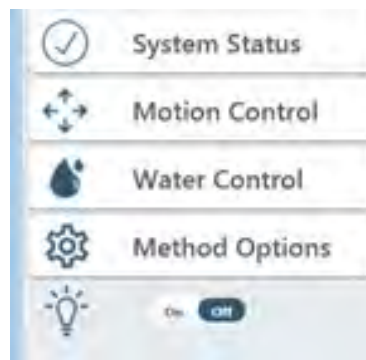 System Status
Motion Control
Water Control
Method Options
On Off